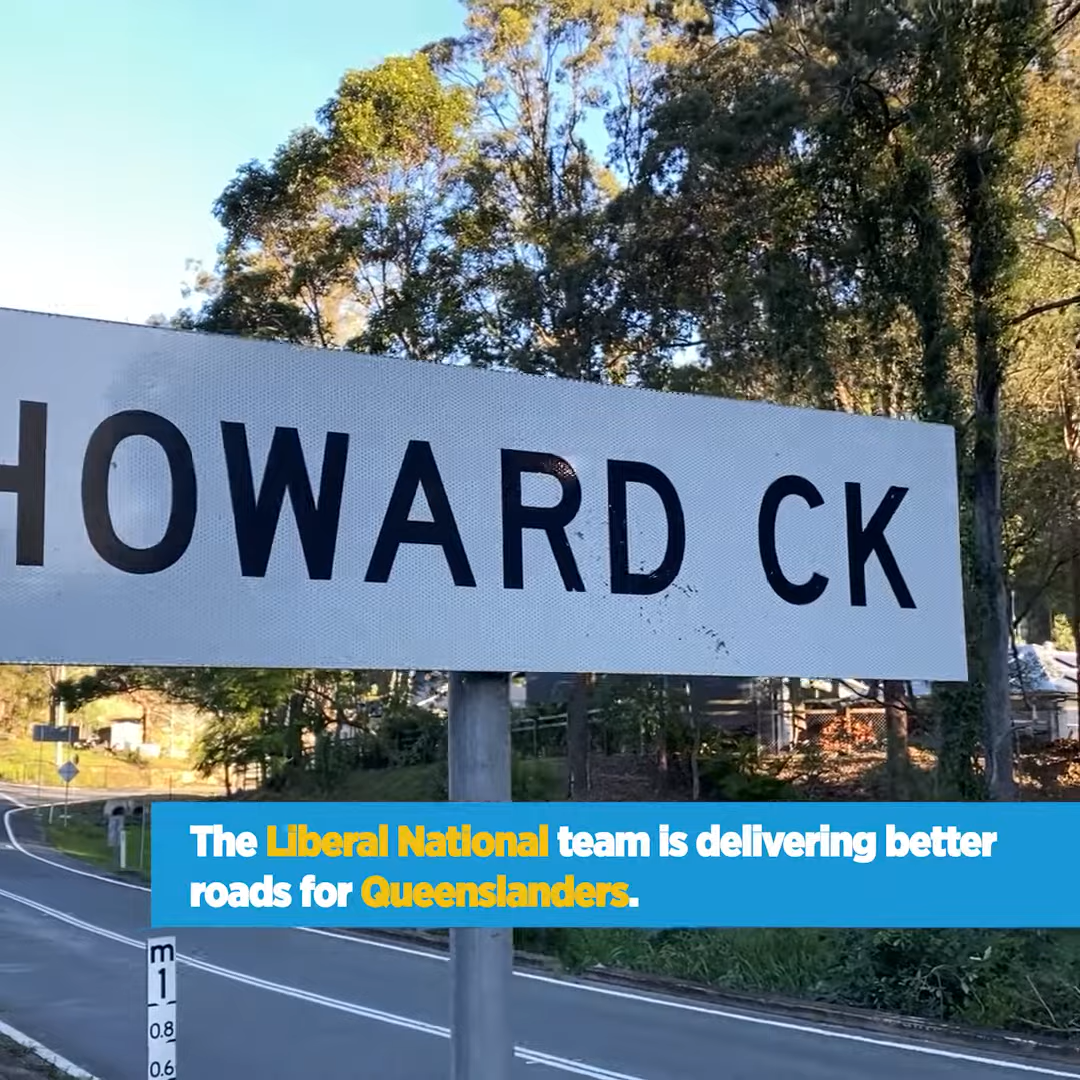 HOWARD CK
The Liberal National team is delivering better
roads for Queenslanders.
m
1
0.8
0.6